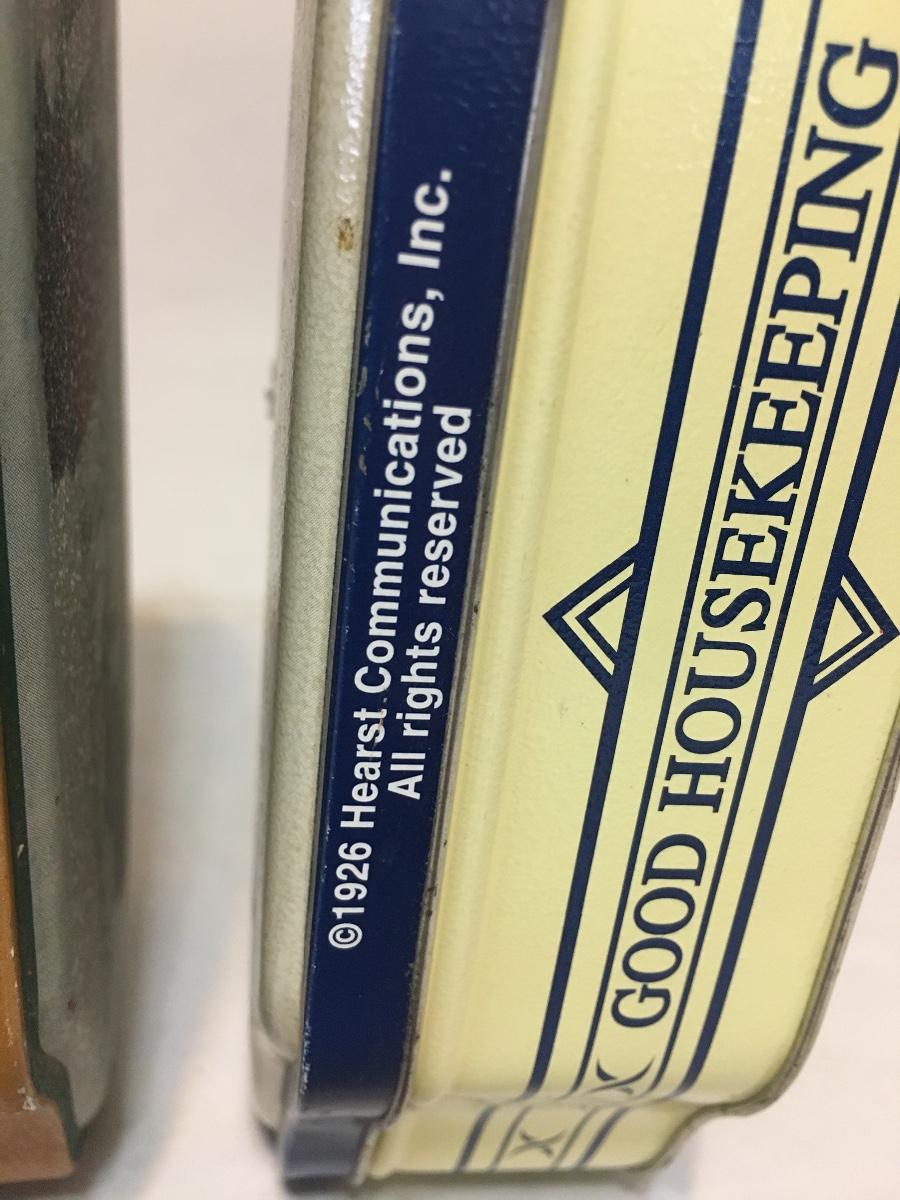 ©1926 Hearst Communications, Inc.
All rights reserved
GOOD HOUSEKEEPING